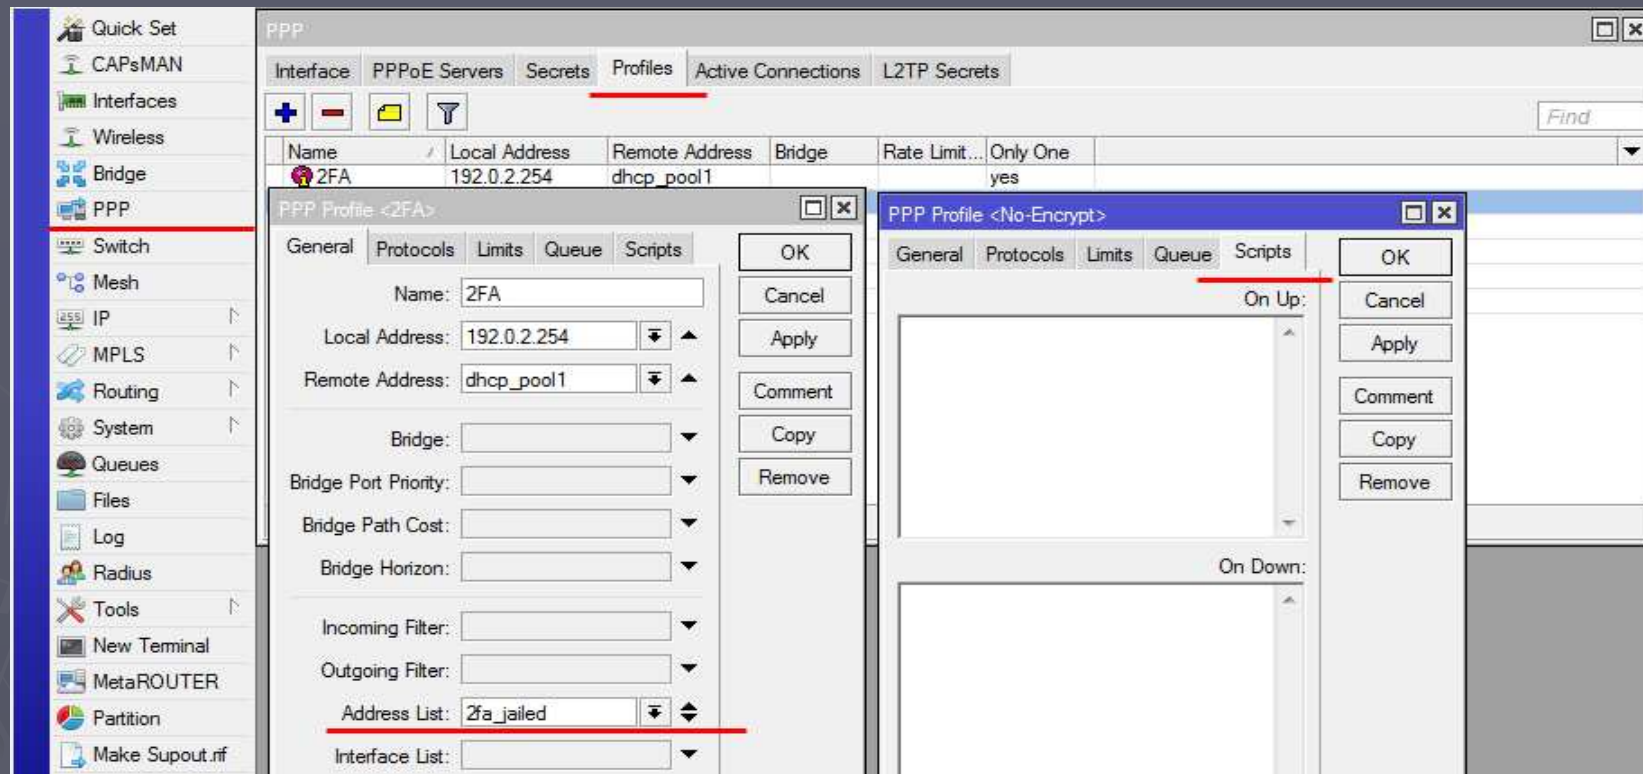 Quick Set
CAPsMAN
Interfaces
Wireless
Bridge
PPP
Switch
Mesh
IP
MPLS
Routing
System
Queues
Files
Log
Radius
Tools
New Terminal
MetaROUTER
Partition
Make Supout.rif
PPP
Interface PPPoE Servers Secrets Profiles Active Connections L2TP Secrets
Find
Name Local Address Remote Address Bridge Rate Limit... Only One
2FA 192.0.2.254 dhcp_pool1 yes
PPP Profile <2FA>
General Protocols Limits Queue Scripts
Name: 2FA
Local Address: 192.0.2.254
Remote Address: dhcp_pool1
Bridge:
Bridge Port Priority:
Bridge Path Cost:
Bridge Horizon:
Incoming Filter:
Outgoing Filter:
Address List: 2fa_jailed
Interface List:
OK
Cancel
Apply
Comment
Copy
Remove
PPP Profile <No-Encrypt>
General Protocols Limits Queue Scripts
On Up:
On Down:
OK
Cancel
Apply
Comment
Copy
Remove